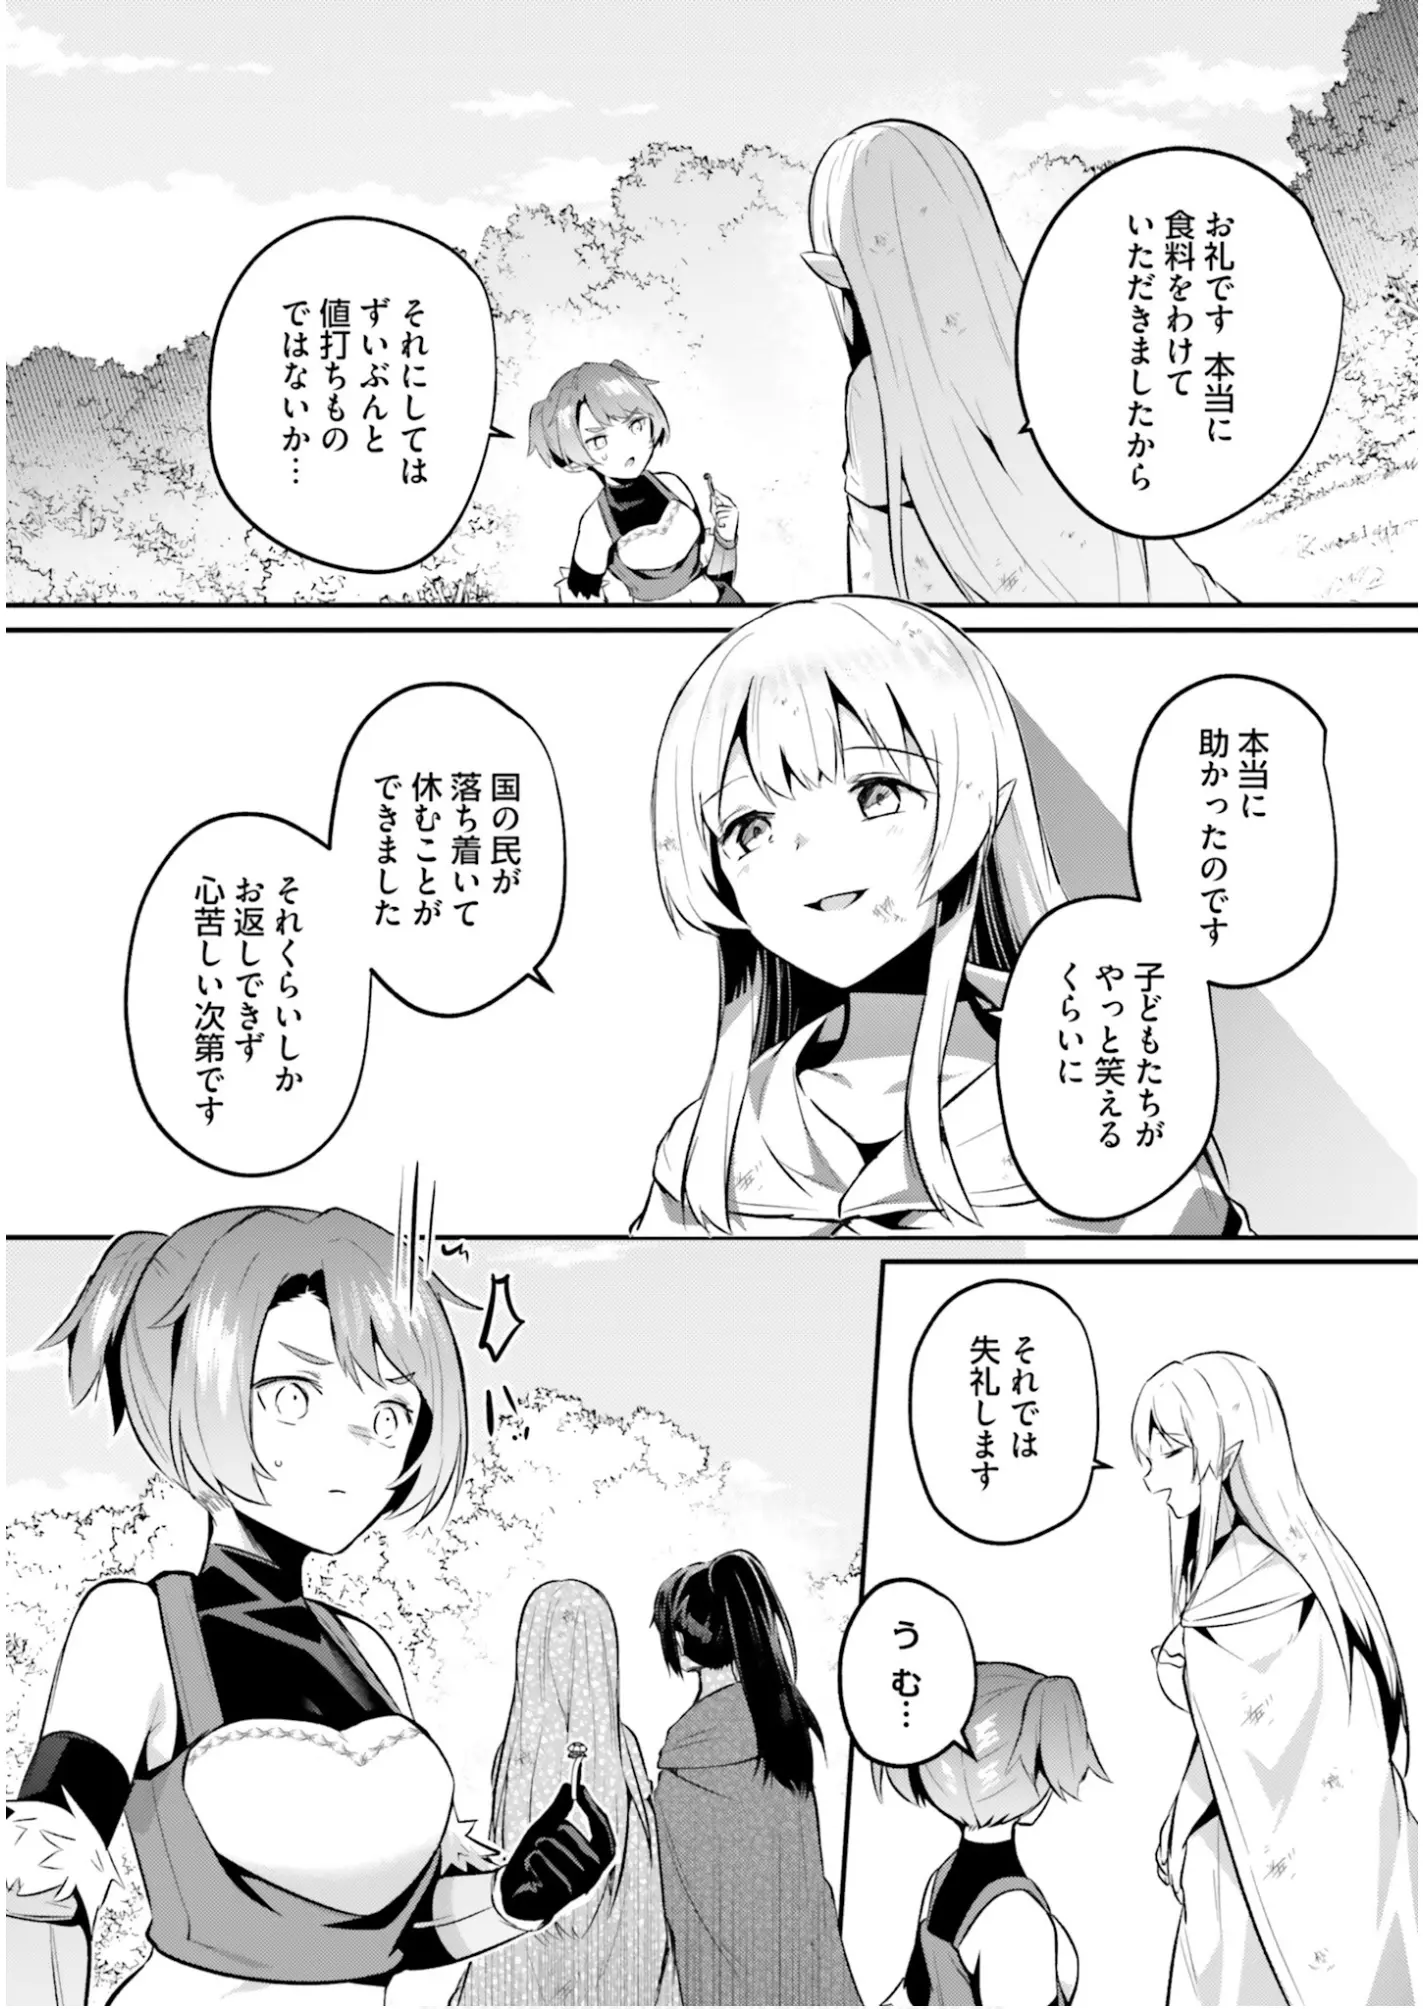 お礼です 本当に
食料をわけて
いただきましたから
それにしては
ずいぶんと
値打ちもの
ではないか…
本当に
助かったのです
子どもたちが
やっと笑える
くらいに
国の民が
落ち着いて
休むことが
できました
それくらいしか
お返しできず
心苦しい次第です
それでは
失礼します
うむ…